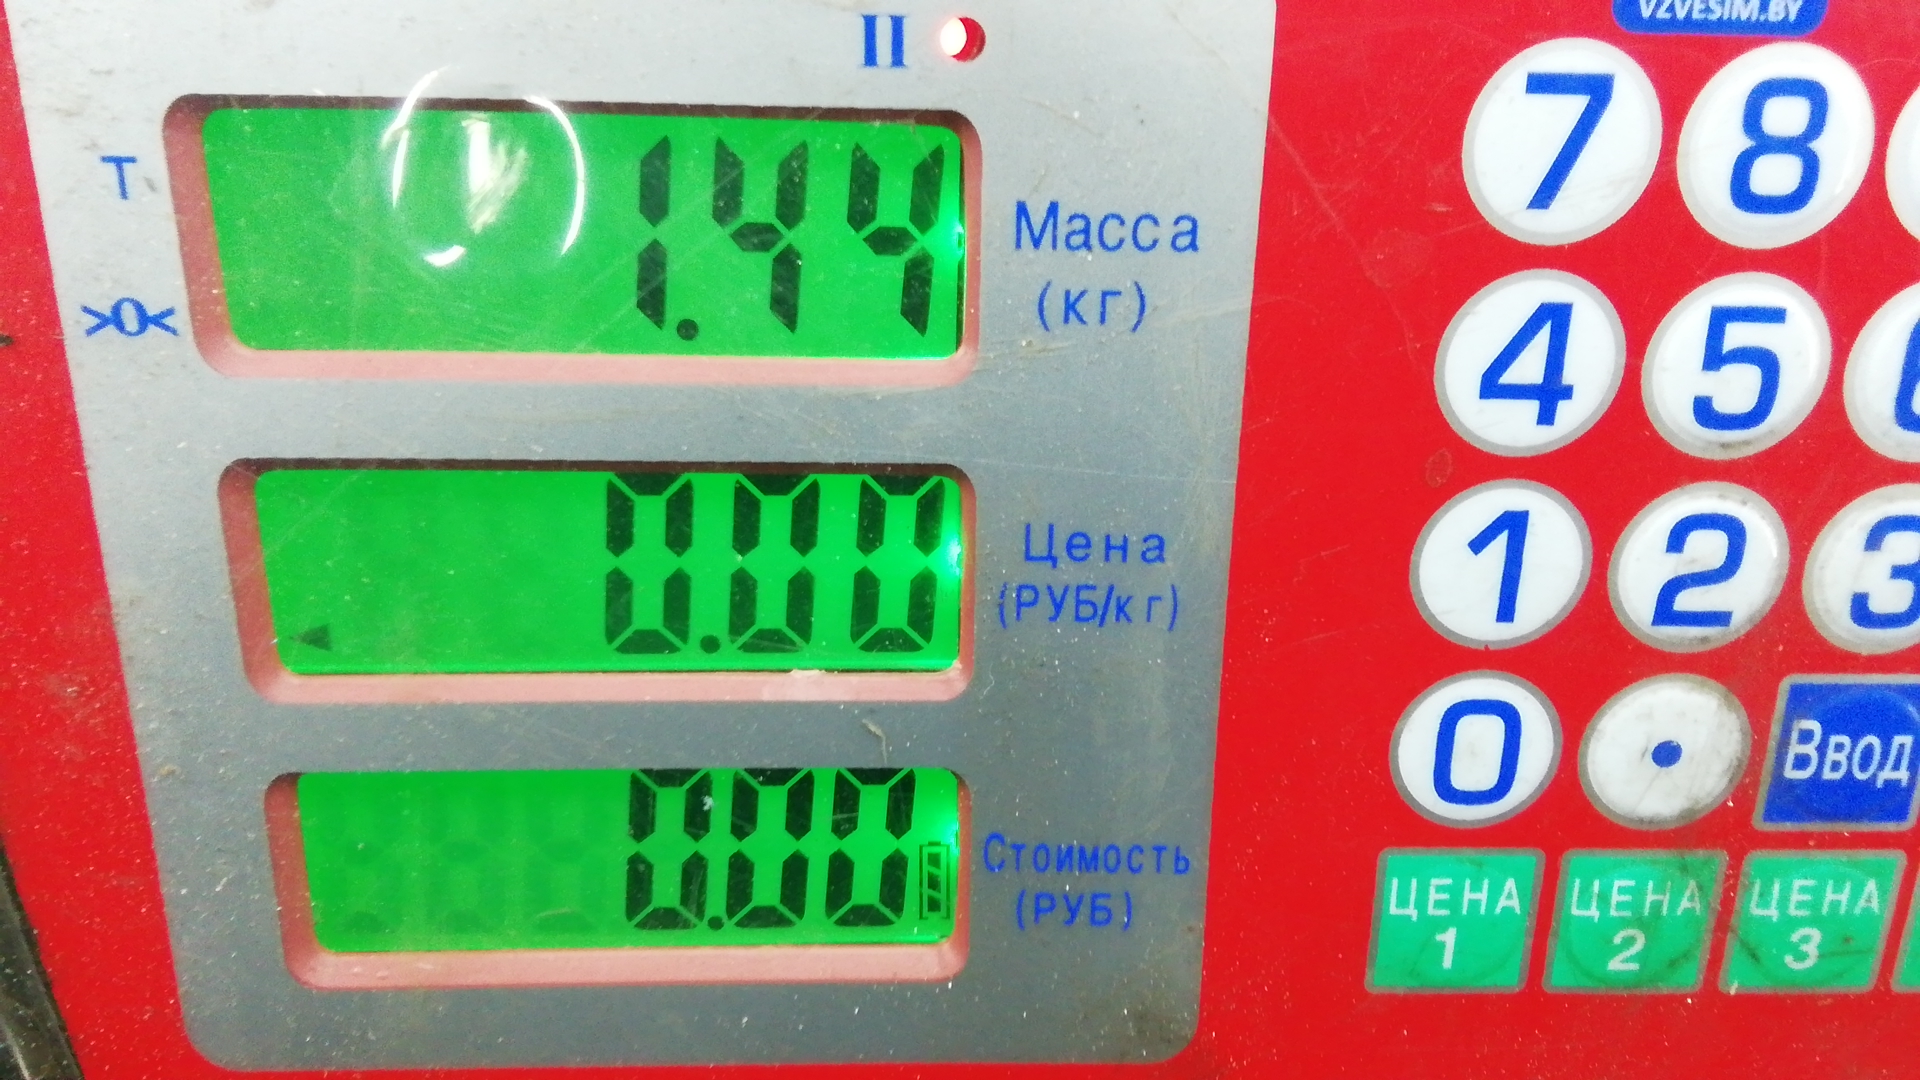 VZVESIM.BY
II
T
>0<
1.44
Масса
(кг)
0.00
Цена
(РУБ/кг)
0.00
Стоимость
(РУБ)
7 8
4 5 6
1 2 3
0 . Ввод
ЦЕНА 1
ЦЕНА 2
ЦЕНА 3